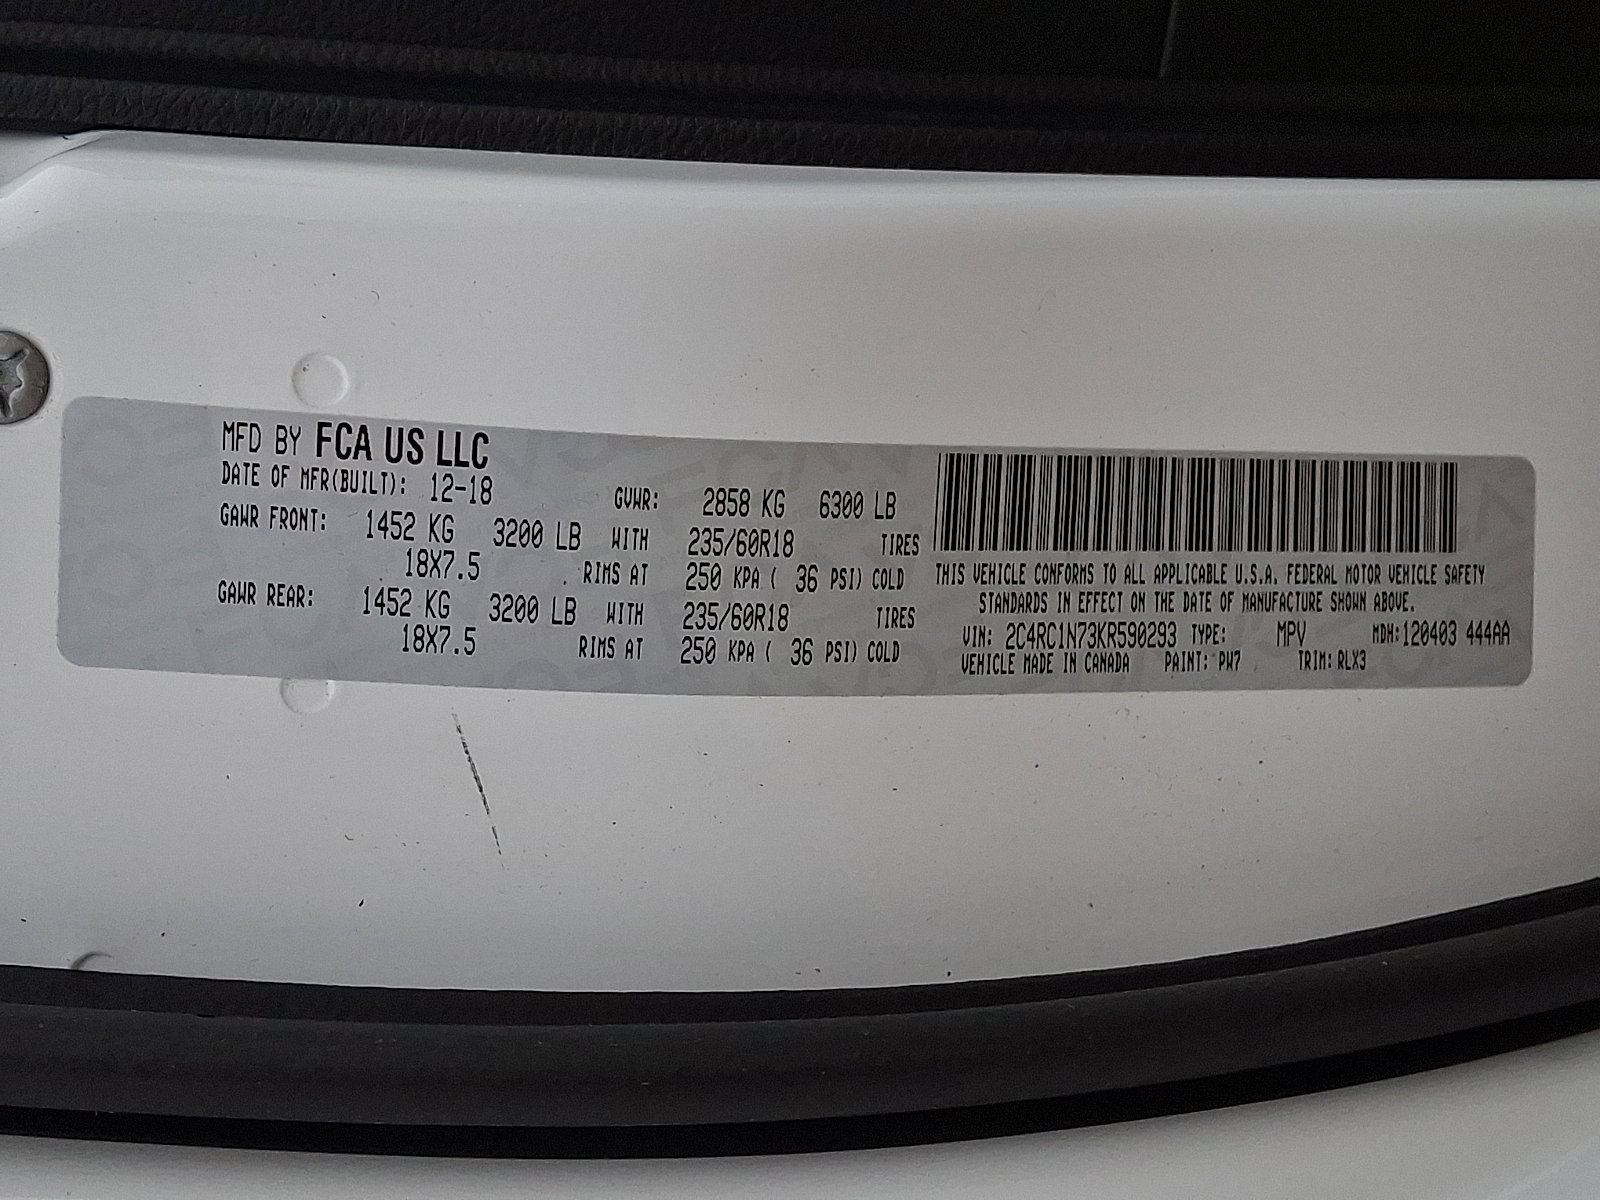 MFD BY FCA US LLC
DATE OF MFR(BUILT): 12-18 GVWR: 2858 KG 6300 LB
GAWR FRONT: 1452 KG 3200 LB WITH 235/60R18 TIRES
18X7.5 RIMS AT 250 KPA ( 36 PSI) COLD
GAWR REAR: 1452 KG 3200 LB WITH 235/60R18 TIRES
18X7.5 RIMS AT 250 KPA ( 36 PSI) COLD
THIS VEHICLE CONFORMS TO ALL APPLICABLE U.S.A. FEDERAL MOTOR VEHICLE SAFETY
STANDARDS IN EFFECT ON THE DATE OF MANUFACTURE SHOWN ABOVE.
VIN: 2C4RC1N73KR590293 TYPE: MPV MDH:120403 444AA
VEHICLE MADE IN CANADA PAINT: PW7 TRIM: RLX3